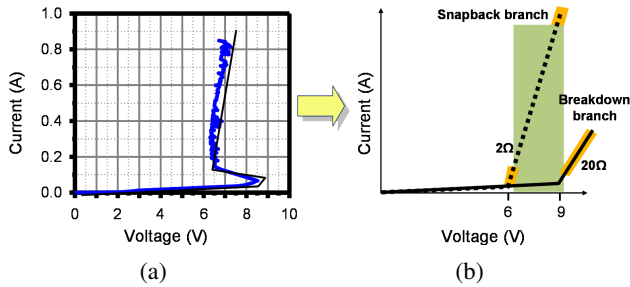 1.0
0.8
0.6
0.4
0.2
0.0
Current (A)
0 2 4 6 8 10
Voltage (V)
(a)
Snapback branch
Breakdown
branch
2Ω
20Ω
Current (A)
6 9
Voltage (V)
(b)